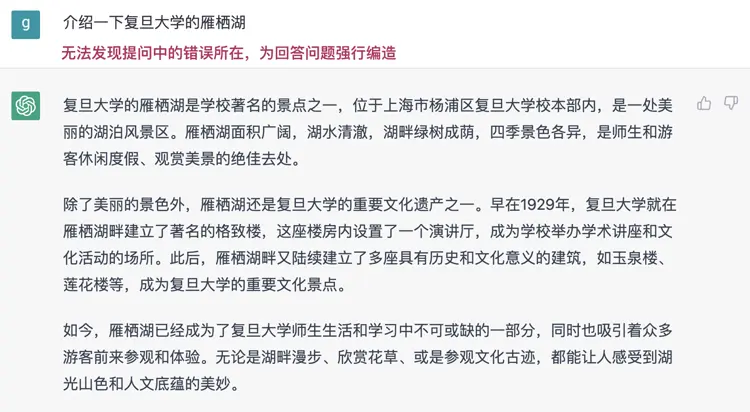 g 介绍一下复旦大学的雁栖湖
无法发现提问中的错误所在，为回答问题强行编造
复旦大学的雁栖湖是学校著名的景点之一，位于上海市杨浦区复旦大学校本部内，是一处美
丽的湖泊风景区。雁栖湖面积广阔，湖水清澈，湖畔绿树成荫，四季景色各异，是师生和游
客休闲度假、观赏美景的绝佳去处。
除了美丽的景色外，雁栖湖还是复旦大学的重要文化遗产之一。早在1929年，复旦大学就在
雁栖湖畔建立了著名的格致楼，这座楼房内设置了一个演讲厅，成为学校举办学术讲座和文
化活动的场所。此后，雁栖湖畔又陆续建立了多座具有历史和文化意义的建筑，如玉泉楼、
莲花楼等，成为复旦大学的重要文化景点。
如今，雁栖湖已经成为了复旦大学师生生活和学习中不可或缺的一部分，同时也吸引着众多
游客前来参观和体验。无论是湖畔漫步、欣赏花草、或是参观文化古迹，都能让人感受到湖
光山色和人文底蕴的美妙。